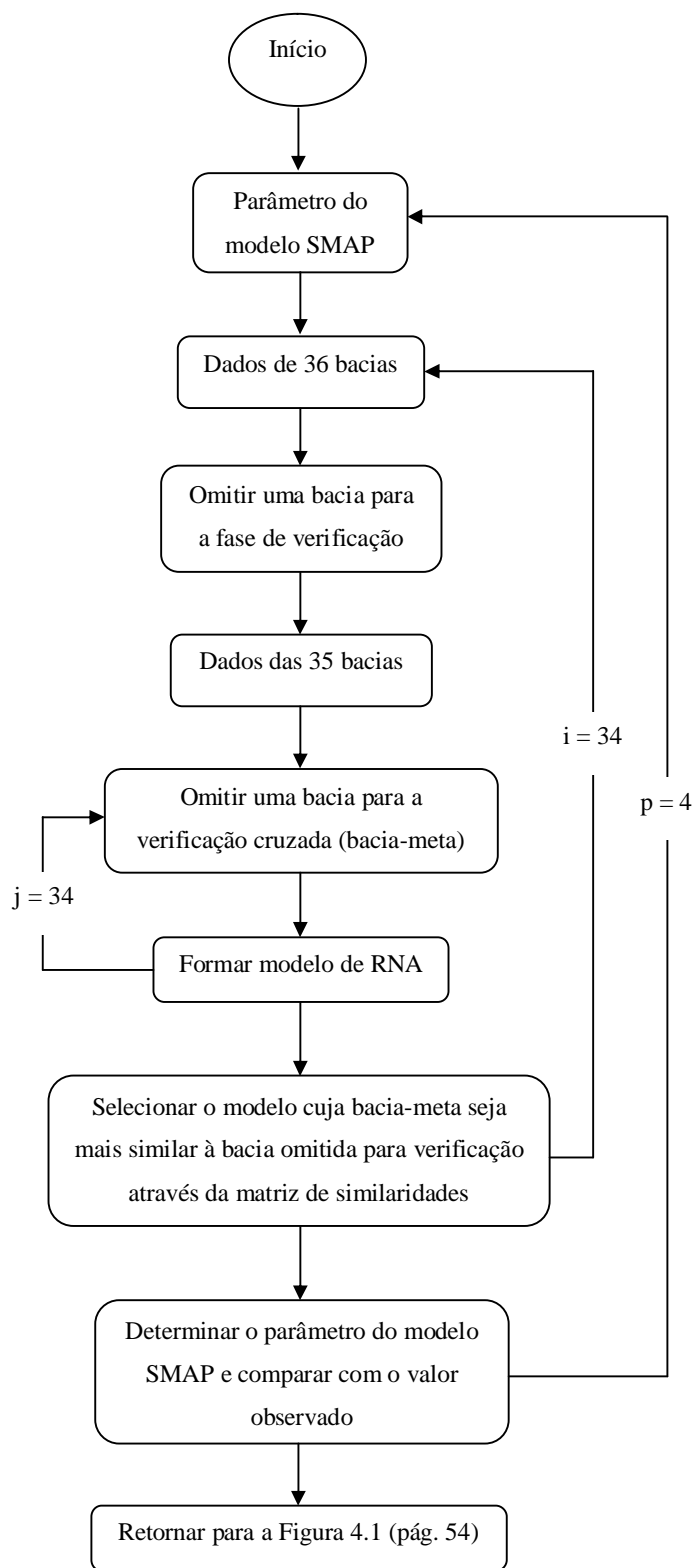 Início
Parâmetro do
modelo SMAP
Dados de 36 bacias
Omitir uma bacia para
a fase de verificação
Dados das 35 bacias
i = 34
p = 4
Omitir uma bacia para a
verificação cruzada (bacia-meta)
j = 34
Formar modelo de RNA
Selecionar o modelo cuja bacia-meta seja
mais similar à bacia omitida para verificação
através da matriz de similaridades
Determinar o parâmetro do modelo
SMAP e comparar com o valor
observado
Retornar para a Figura 4.1 (pág. 54)